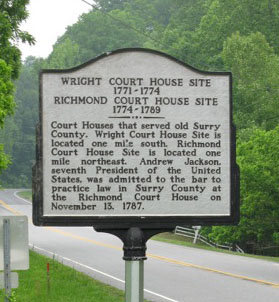 WRIGHT COURT HOUSE SITE
1771-1774
RICHMOND COURT HOUSE SITE
1774-1789
Court Houses that served old Surry
County. Wright Court House Site is
located one mile south. Richmond
Court House Site is located one
mile northeast. Andrew Jackson,
seventh President of the United
States, was admitted to the bar to
practice law in Surry County at
the Richmond Court House on
November 13, 1787.